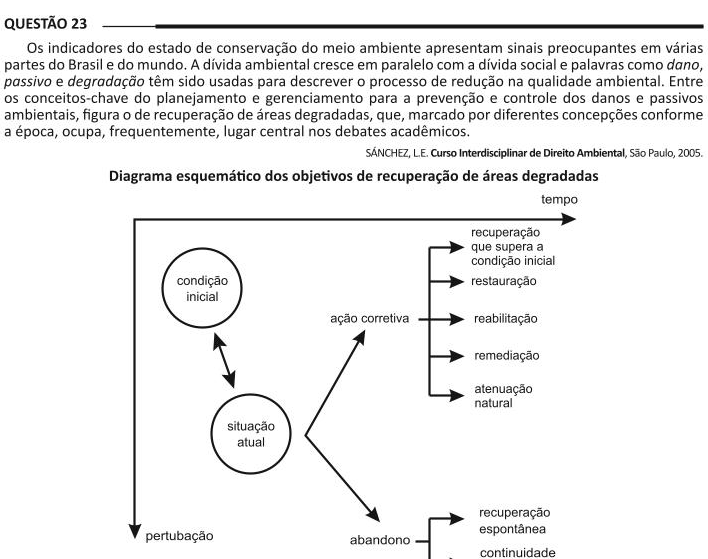 QUESTÃO 23
Os indicadores do estado de conservação do meio ambiente apresentam sinais preocupantes em várias
partes do Brasil e do mundo. A dívida ambiental cresce em paralelo com a dívida social e palavras como dano,
passivo e degradação têm sido usadas para descrever o processo de redução na qualidade ambiental. Entre
os conceitos-chave do planejamento e gerenciamento para a prevenção e controle dos danos e passivos
ambientais, figura o de recuperação de áreas degradadas, que, marcado por diferentes concepções conforme
a época, ocupa, frequentemente, lugar central nos debates acadêmicos.
SÁNCHEZ, L.E. Curso Interdisciplinar de Direito Ambiental, São Paulo, 2005.
Diagrama esquemático dos objetivos de recuperação de áreas degradadas
tempo
recuperação
que supera a
condição inicial
condição
inicial
restauração
ação corretiva
reabilitação
remediação
atenuação
natural
situação
atual
recuperação
espontânea
pertubação
abandono
continuidade